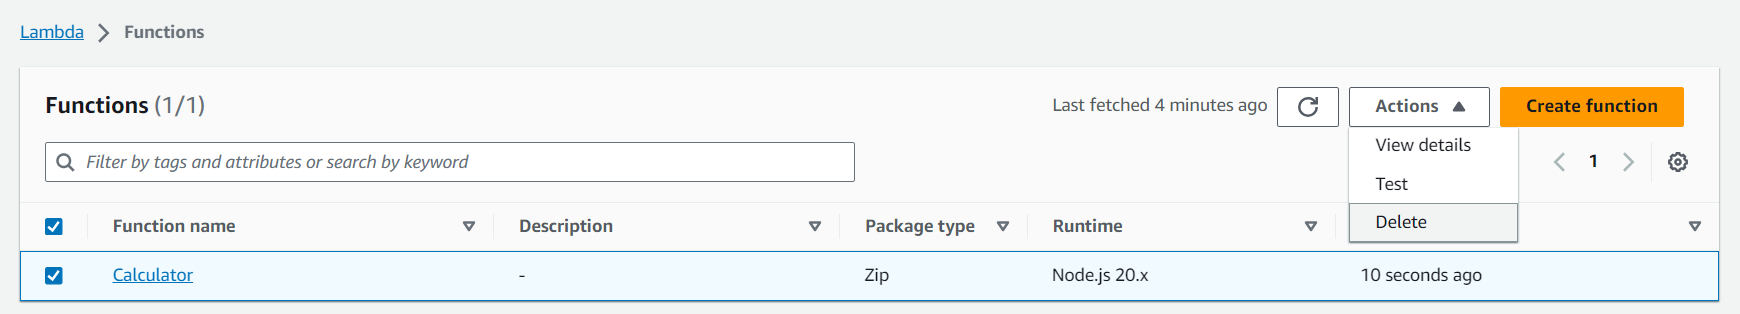 Lambda > Functions
Functions (1/1) Last fetched 4 minutes ago Actions Create function
View details
Filter by tags and attributes or search by keyword 1
Test
Delete
Function name Description Package type Runtime
Calculator - Zip Node.js 20.x 10 seconds ago